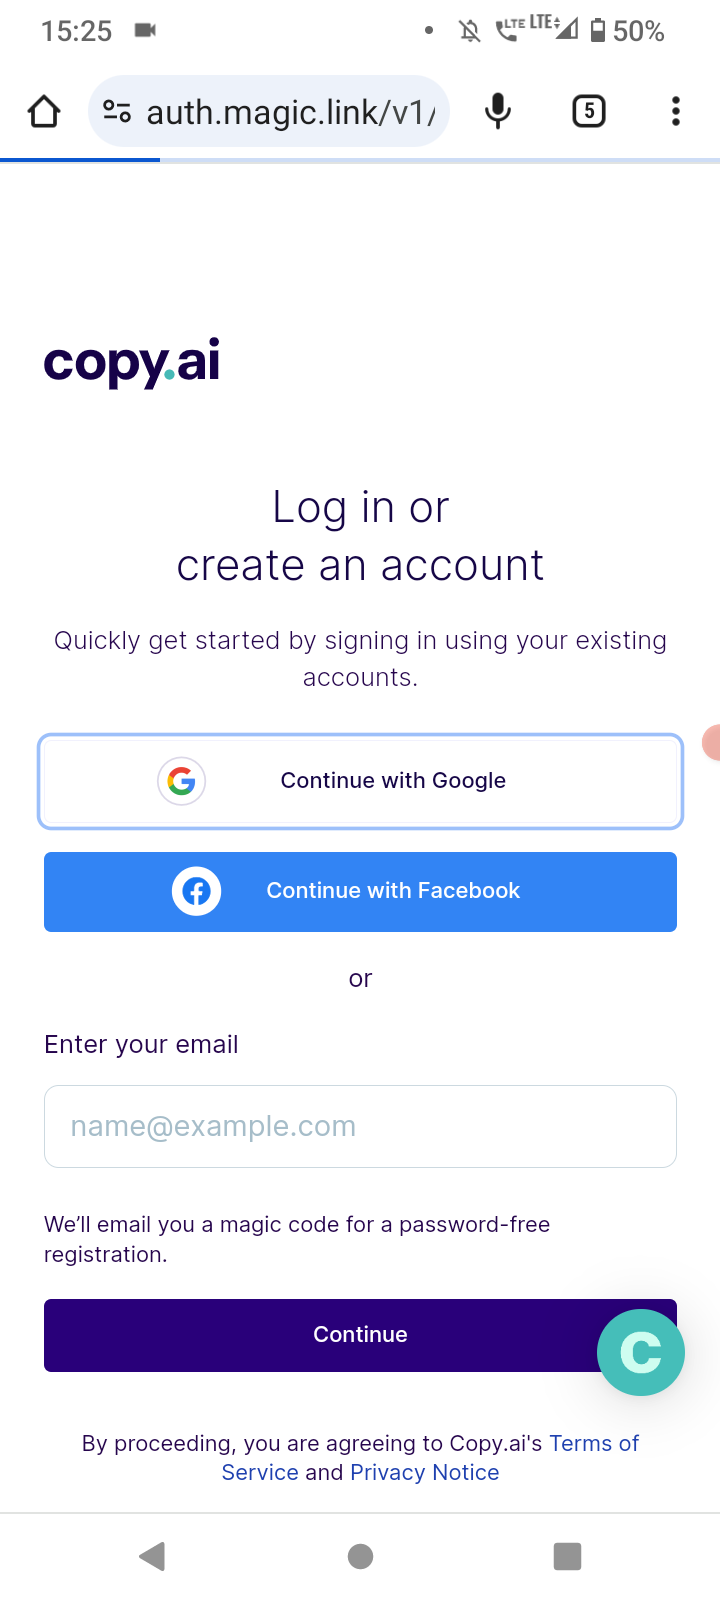 15:25
LTE LTE 50%
auth.magic.link/v1/
5
copy.ai
Log in or
create an account
Quickly get started by signing in using your existing
accounts.
Continue with Google
Continue with Facebook
or
Enter your email
name@example.com
We’ll email you a magic code for a password-free
registration.
Continue
C
By proceeding, you are agreeing to Copy.ai's Terms of
Service and Privacy Notice